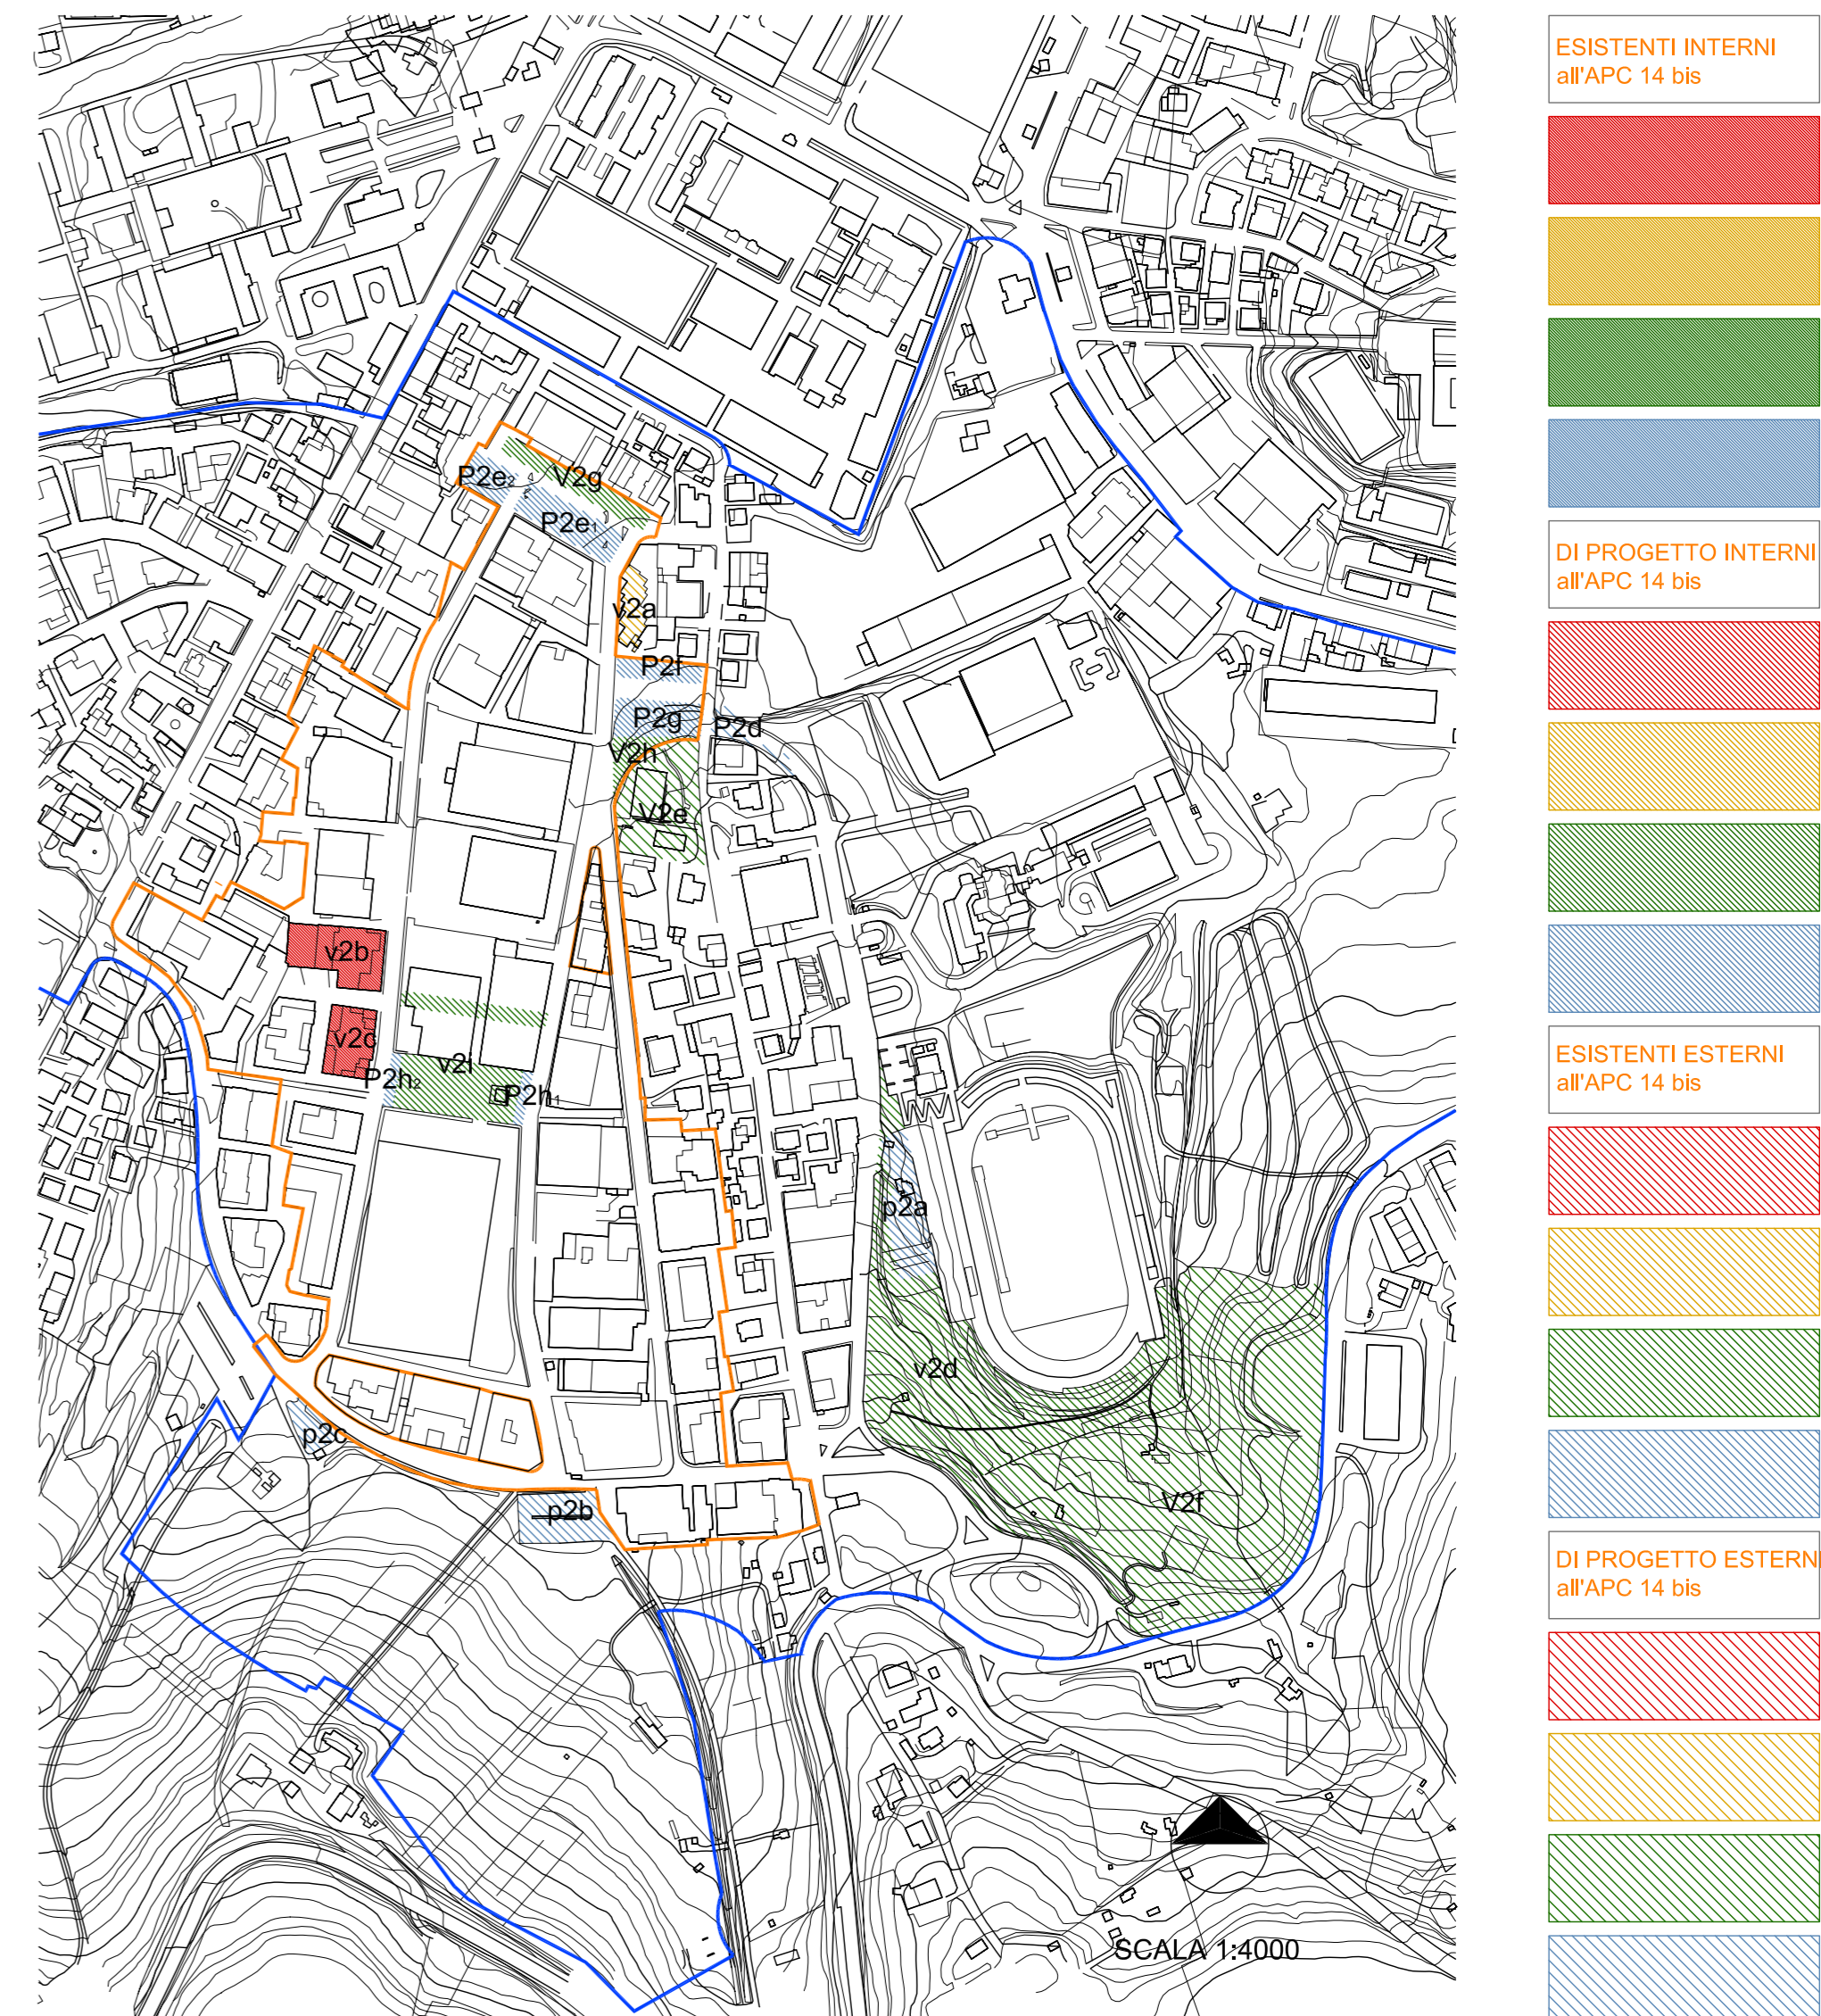 P2e2
V2g
P2e1
v2a
P2f
P2g
P2d
V2h
V2e
v2b
v2c
v2i
P2h2
P2h1
p2a
v2d
p2c
p2b
V2f
SCALA 1:4000
ESISTENTI INTERNI
all'APC 14 bis
DI PROGETTO INTERNI
all'APC 14 bis
ESISTENTI ESTERNI
all'APC 14 bis
DI PROGETTO ESTERNI
all'APC 14 bis